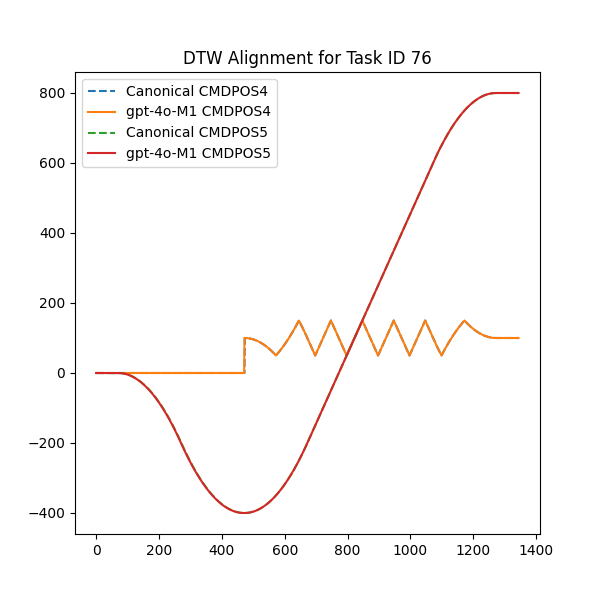 DTW Alignment for Task ID 76
Canonical CMDPOS4
gpt-4o-M1 CMDPOS4
Canonical CMDPOS5
gpt-4o-M1 CMDPOS5
800
600
400
200
0
−200
−400
0 200 400 600 800 1000 1200 1400